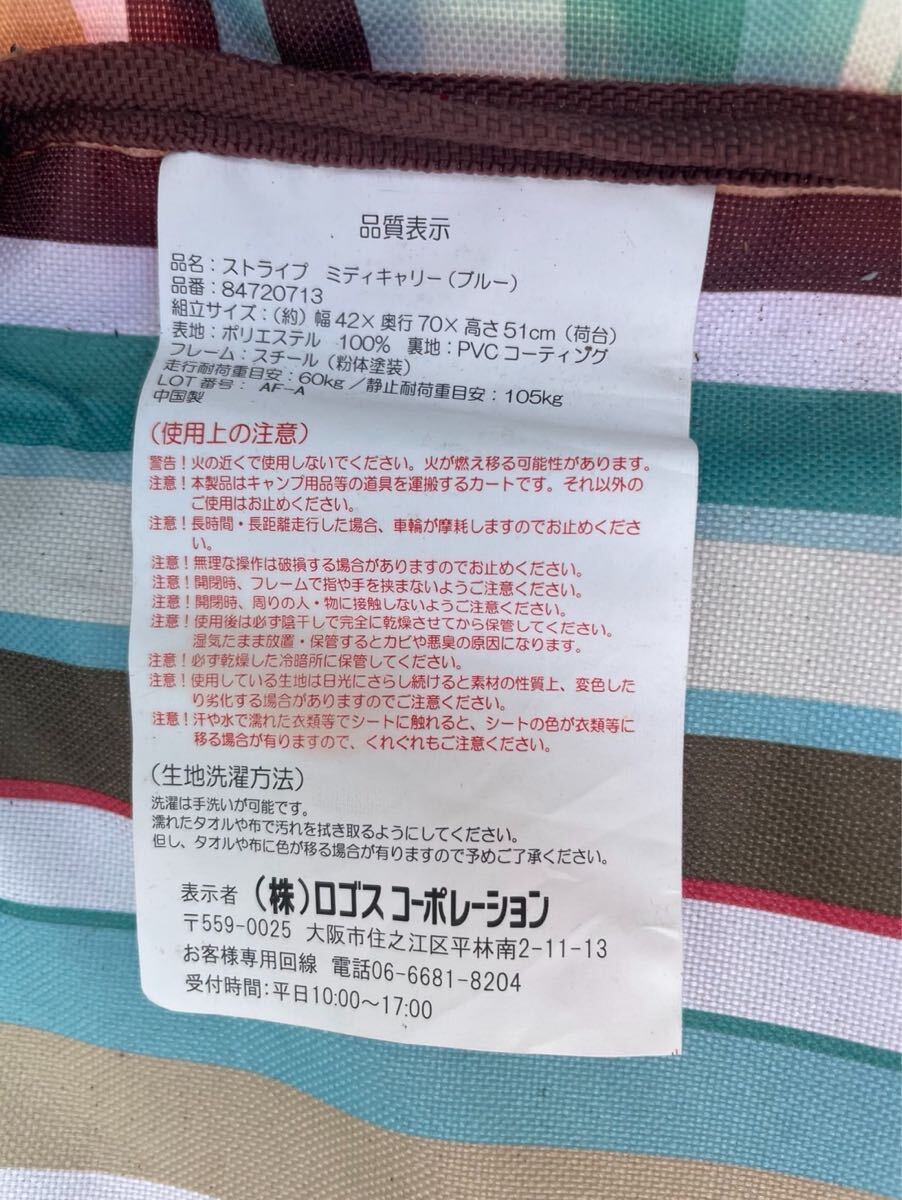 品質表示
品名：ストライプ ミディキャリー（ブルー）
品番：84720713
組立サイズ：（約）幅42×奥行70×高さ51cm（荷台）
表地：ポリエステル 100% 裏地：PVCコーティング
フレーム：スチール（粉体塗装）
走行耐荷重目安：60kg／静止耐荷重目安：105kg
LOT番号： AF-A
中国製
（使用上の注意）
警告！火の近くで使用しないでください。火が燃え移る可能性があります。
注意！本製品はキャンプ用品等の道具を運搬するカートです。それ以外の
ご使用はお止めください。
注意！長時間・長距離走行した場合、車輪が摩耗しますのでお止めくださ
い。
注意！無理な操作は破損する場合がありますのでお止めください。
注意！開閉時、フレームで指や手を挟まないようご注意ください。
注意！開閉時、周りの人・物に接触しないようご注意ください。
注意！使用後は必ず陰干しで完全に乾燥させてから保管してください。
湿気たまま放置・保管するとカビや悪臭の原因になります。
注意！必ず乾燥した冷暗所に保管してください。
注意！使用している生地は日光にさらし続けると素材の性質上、変色した
り劣化する場合がありますのでご注意ください。
注意！汗や水で濡れた衣類等でシートに触れると、シートの色が衣類等に
移る場合が有りますので、くれぐれもご注意ください。
（生地洗濯方法）
洗濯は手洗いが可能です。
濡れたタオルや布で汚れを拭き取るようにしてください。
但し、タオルや布に色が移る場合が有りますので予めご了承ください。
表示者 （株）ロゴス コーポレーション
〒559-0025 大阪市住之江区平林南2-11-13
お客様専用回線 電話06-6681-8204
受付時間：平日10:00～17:00